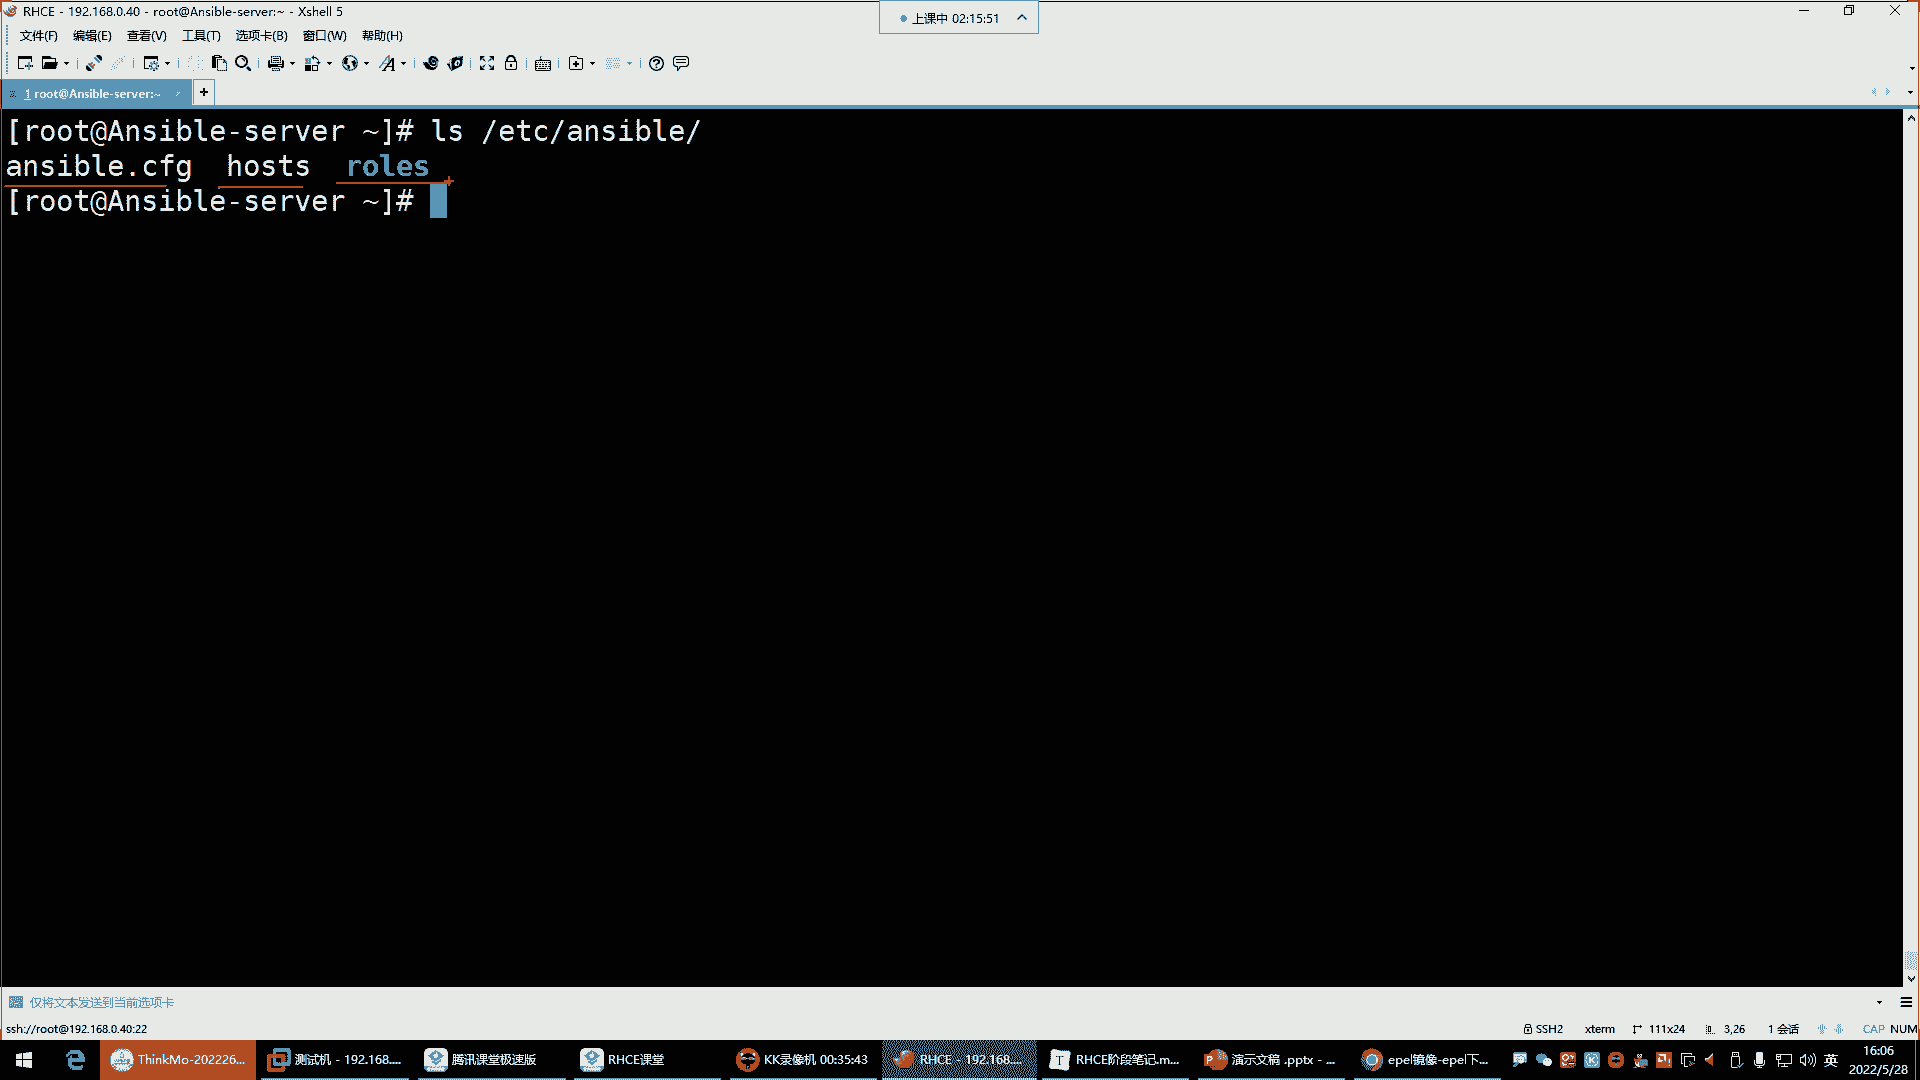 RHCE - 192.168.0.40 - root@Ansible-server:~ - Xshell 5
上课中 02:15:51
文件(F) 编辑(E) 查看(V) 工具(T) 选项卡(B) 窗口(W) 帮助(H)
1 root@Ansible-server:~
[root@Ansible-server ~]# ls /etc/ansible/
ansible.cfg hosts roles
[root@Ansible-server ~]#
仅将文本发送到当前选项卡
ssh://root@192.168.0.40:22
SSH2 xterm 111x24 3,26 1 会话 CAP NUM
ThinkMo-202226... 测试机 - 192.168.... 腾讯课堂极速版 RHCE课堂 KK录像机 00:35:43 RHCE - 192.168.... RHCE阶段笔记.m... 演示文稿 .pptx - ... epel镜像-epel下... 英
16:06
2022/5/28